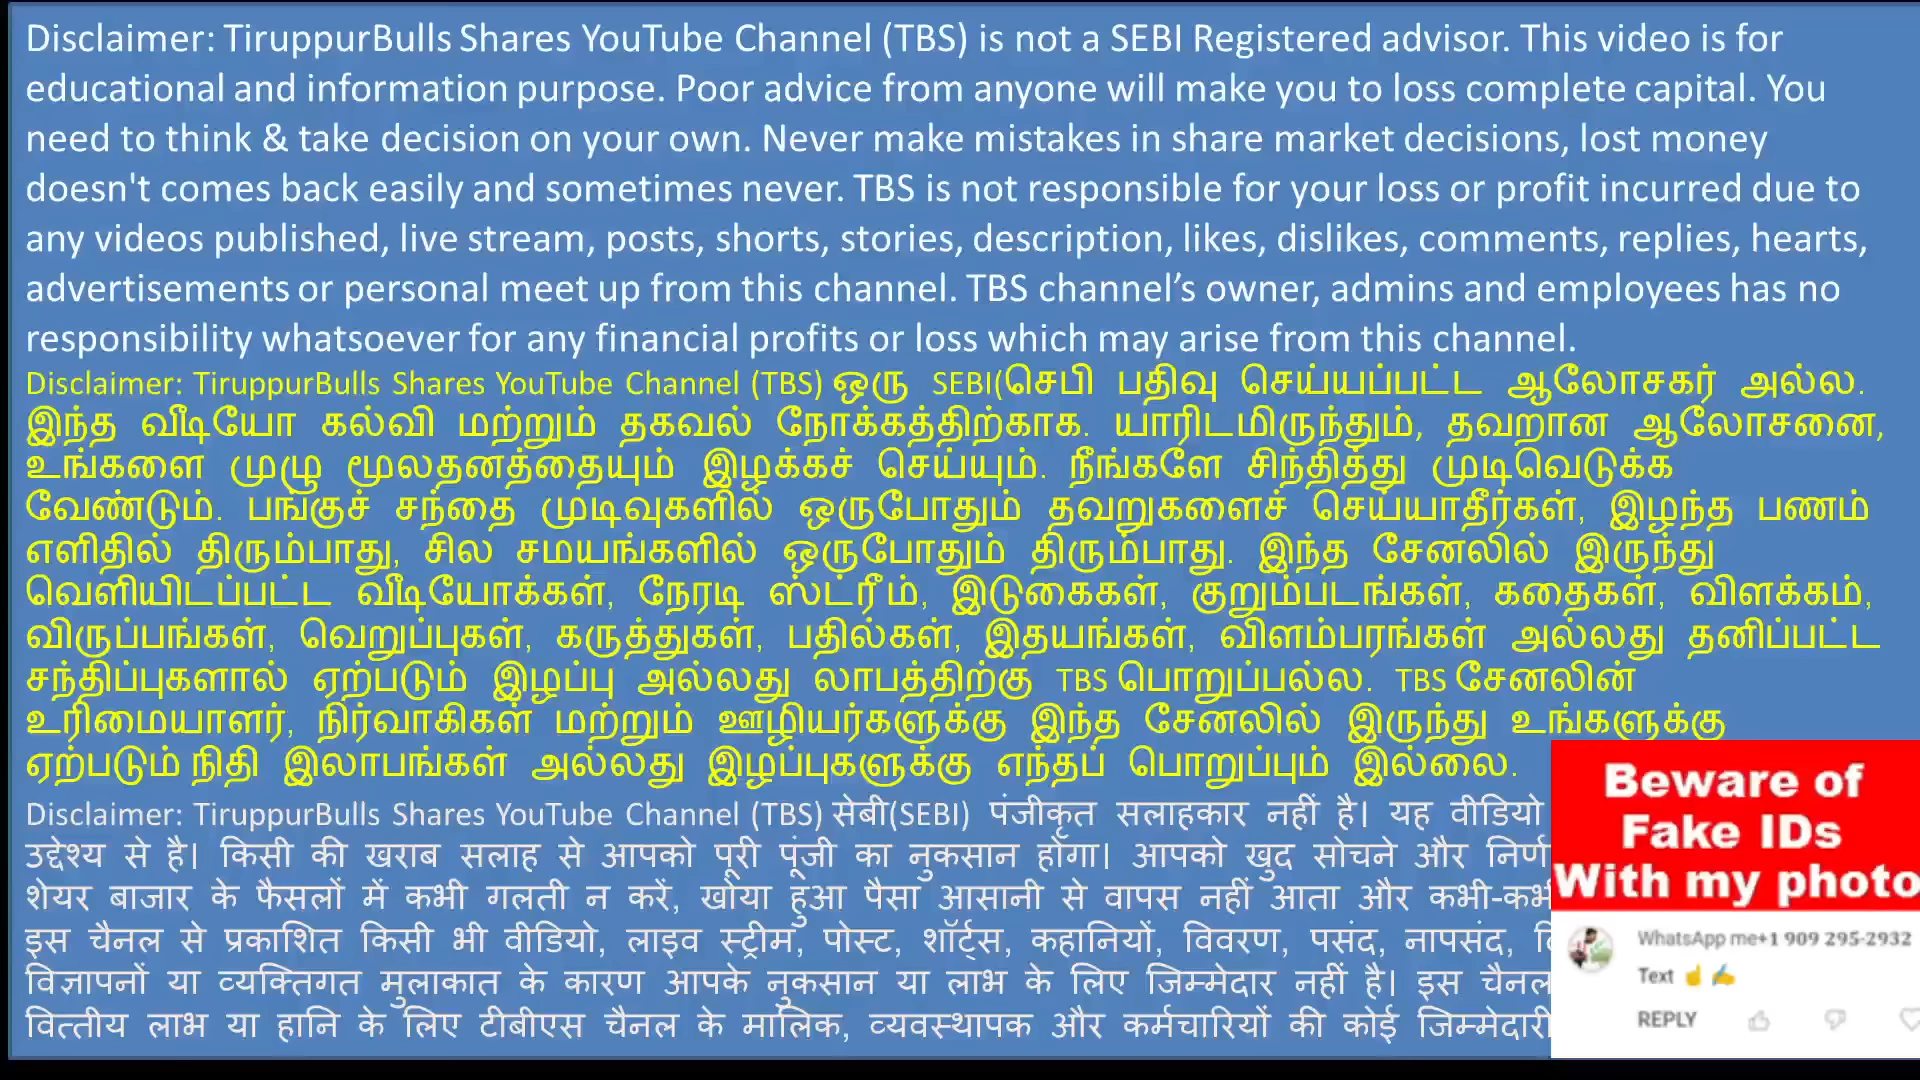 Disclaimer: TiruppurBulls Shares YouTube Channel (TBS) is not a SEBI Registered advisor. This video is for
educational and information purpose. Poor advice from anyone will make you to loss complete capital. You
need to think & take decision on your own. Never make mistakes in share market decisions, lost money
doesn't comes back easily and sometimes never. TBS is not responsible for your loss or profit incurred due to
any videos published, live stream, posts, shorts, stories, description, likes, dislikes, comments, replies, hearts,
advertisements or personal meet up from this channel. TBS channel’s owner, admins and employees has no
responsibility whatsoever for any financial profits or loss which may arise from this channel.
Disclaimer: TiruppurBulls Shares YouTube Channel (TBS) ஒரு SEBI(செபி பதிவு செய்யப்பட்ட ஆலோசகர் அல்ல.
இந்த வீடியோ கல்வி மற்றும் தகவல் நோக்கத்திற்காக. யாரிடமிருந்தும், தவறான ஆலோசனை,
உங்களை முழு மூலதனத்தையும் இழக்கச் செய்யும். நீங்களே சிந்தித்து முடிவெடுக்க
வேண்டும். பங்குச் சந்தை முடிவுகளில் ஒருபோதும் தவறுகளைச் செய்யாதீர்கள், இழந்த பணம்
எளிதில் திரும்பாது, சில சமயங்களில் ஒருபோதும் திரும்பாது. இந்த சேனலில் இருந்து
வெளியிடப்பட்ட வீடியோக்கள், நேரடி ஸ்ட்ரீம், இடுகைகள், குறும்படங்கள், கதைகள், விளக்கம்,
விருப்பங்கள், வெறுப்புகள், கருத்துகள், பதில்கள், இதயங்கள், விளம்பரங்கள் அல்லது தனிப்பட்ட
சந்திப்புகளால் ஏற்படும் இழப்பு அல்லது லாபத்திற்கு TBS பொறுப்பல்ல. TBS சேனலின்
உரிமையாளர், நிர்வாகிகள் மற்றும் ஊழியர்களுக்கு இந்த சேனலில் இருந்து உங்களுக்கு
ஏற்படும் நிதி இலாபங்கள் அல்லது இழப்புகளுக்கு எந்தப் பொறுப்பும் இல்லை.
Disclaimer: TiruppurBulls Shares YouTube Channel (TBS) सेबी(SEBI) पंजीकृत सलाहकार नहीं है। यह वीडियो
उद्देश्य से है। किसी की खराब सलाह से आपको पूरी पूंजी का नुकसान होगा। आपको खुद सोचने और
शेयर बाजार के फैसलों में कभी गलती न करें, खोया हुआ पैसा आसानी से वापस नहीं आता और
इस चैनल से प्रकाशित किसी भी वीडियो, लाइव स्ट्रीम, पोस्ट, शॉर्ट्स, कहानियों, विवरण, पसंद, नापसंद,
विज्ञापनों या व्यक्तिगत मुलाकात के कारण आपके नुकसान या लाभ के लिए जिम्मेदार नहीं है। इस चैनल
वित्तीय लाभ या हानि के लिए टीबीएस चैनल के मालिक, व्यवस्थापक और कर्मचारियों की कोई जिम्मेदारी
Beware of
Fake IDs
With my photo
WhatsApp me+1 909 295-2932
Text ☝️✍️
REPLY